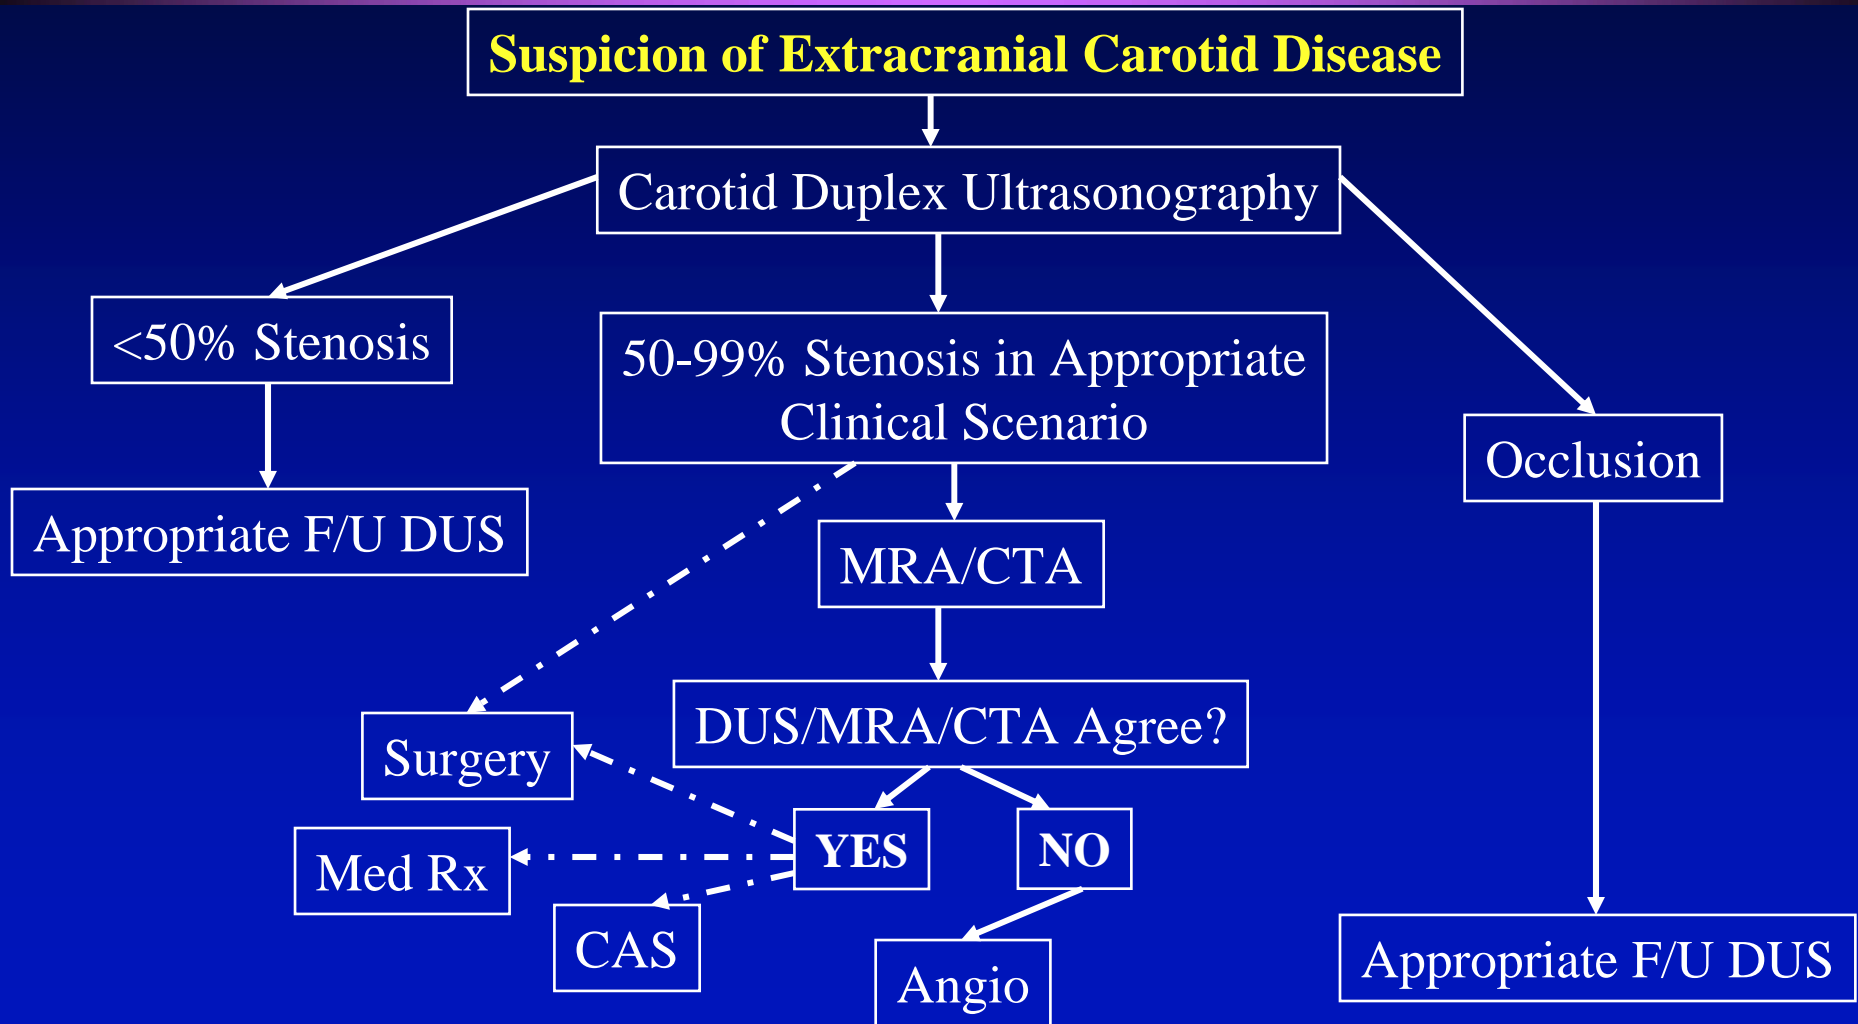 Suspicion of Extracranial Carotid Disease
Carotid Duplex Ultrasonography
<50% Stenosis
50-99% Stenosis in Appropriate
Clinical Scenario
Occlusion
Appropriate F/U DUS
MRA/CTA
DUS/MRA/CTA Agree?
Surgery
YES
NO
Med Rx
CAS
Angio
Appropriate F/U DUS